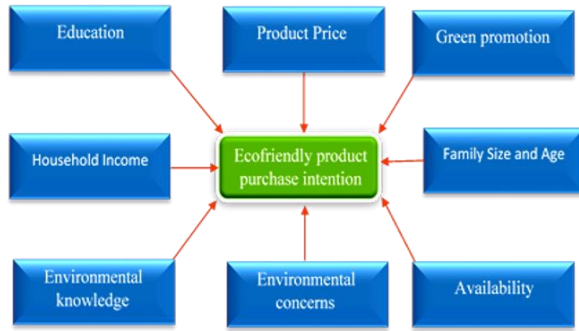 Education
Product Price
Green promotion
Household Income
Ecofriendly product
purchase intention
Family Size and Age
Environmental
knowledge
Environmental
concerns
Availability